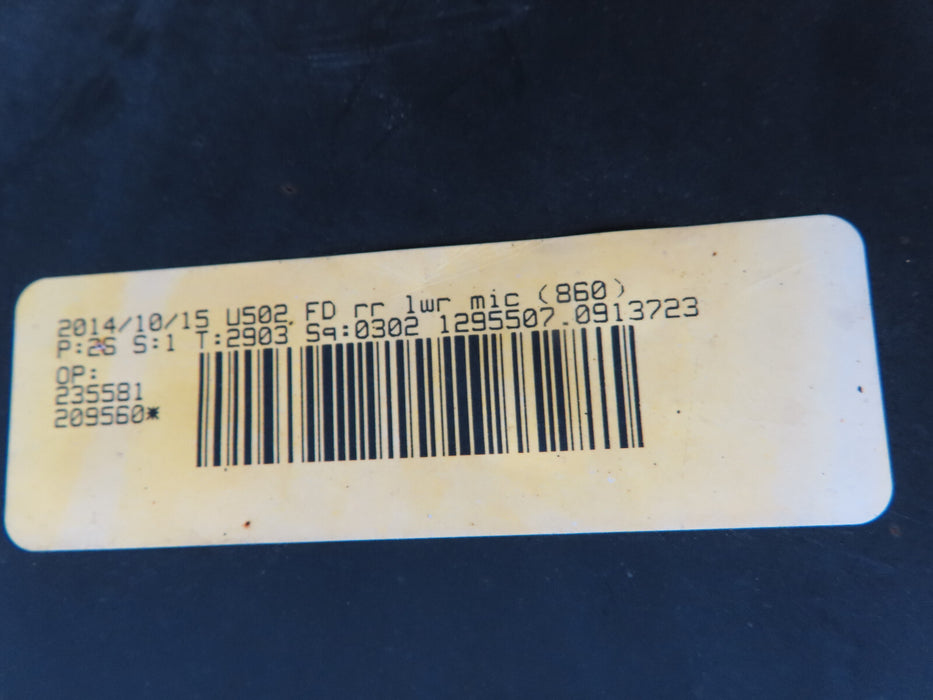 2014/10/15 U502 FD rr lwr mic (860)
P:26 S:1 T:2903 Sq:0302 1295507 0913723
OP:
235581
209560*